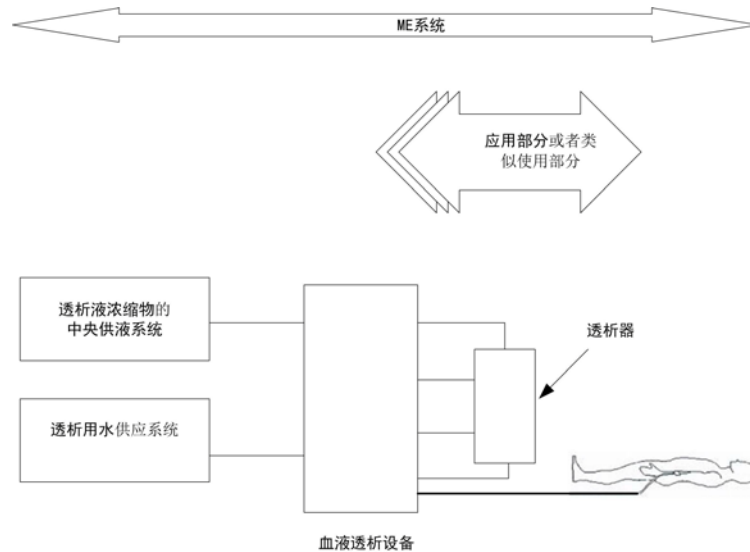 ME系统
应用部分或者类
似使用部分
透析液浓缩物的
中央供液系统
透析器
透析用水供应系统
血液透析设备